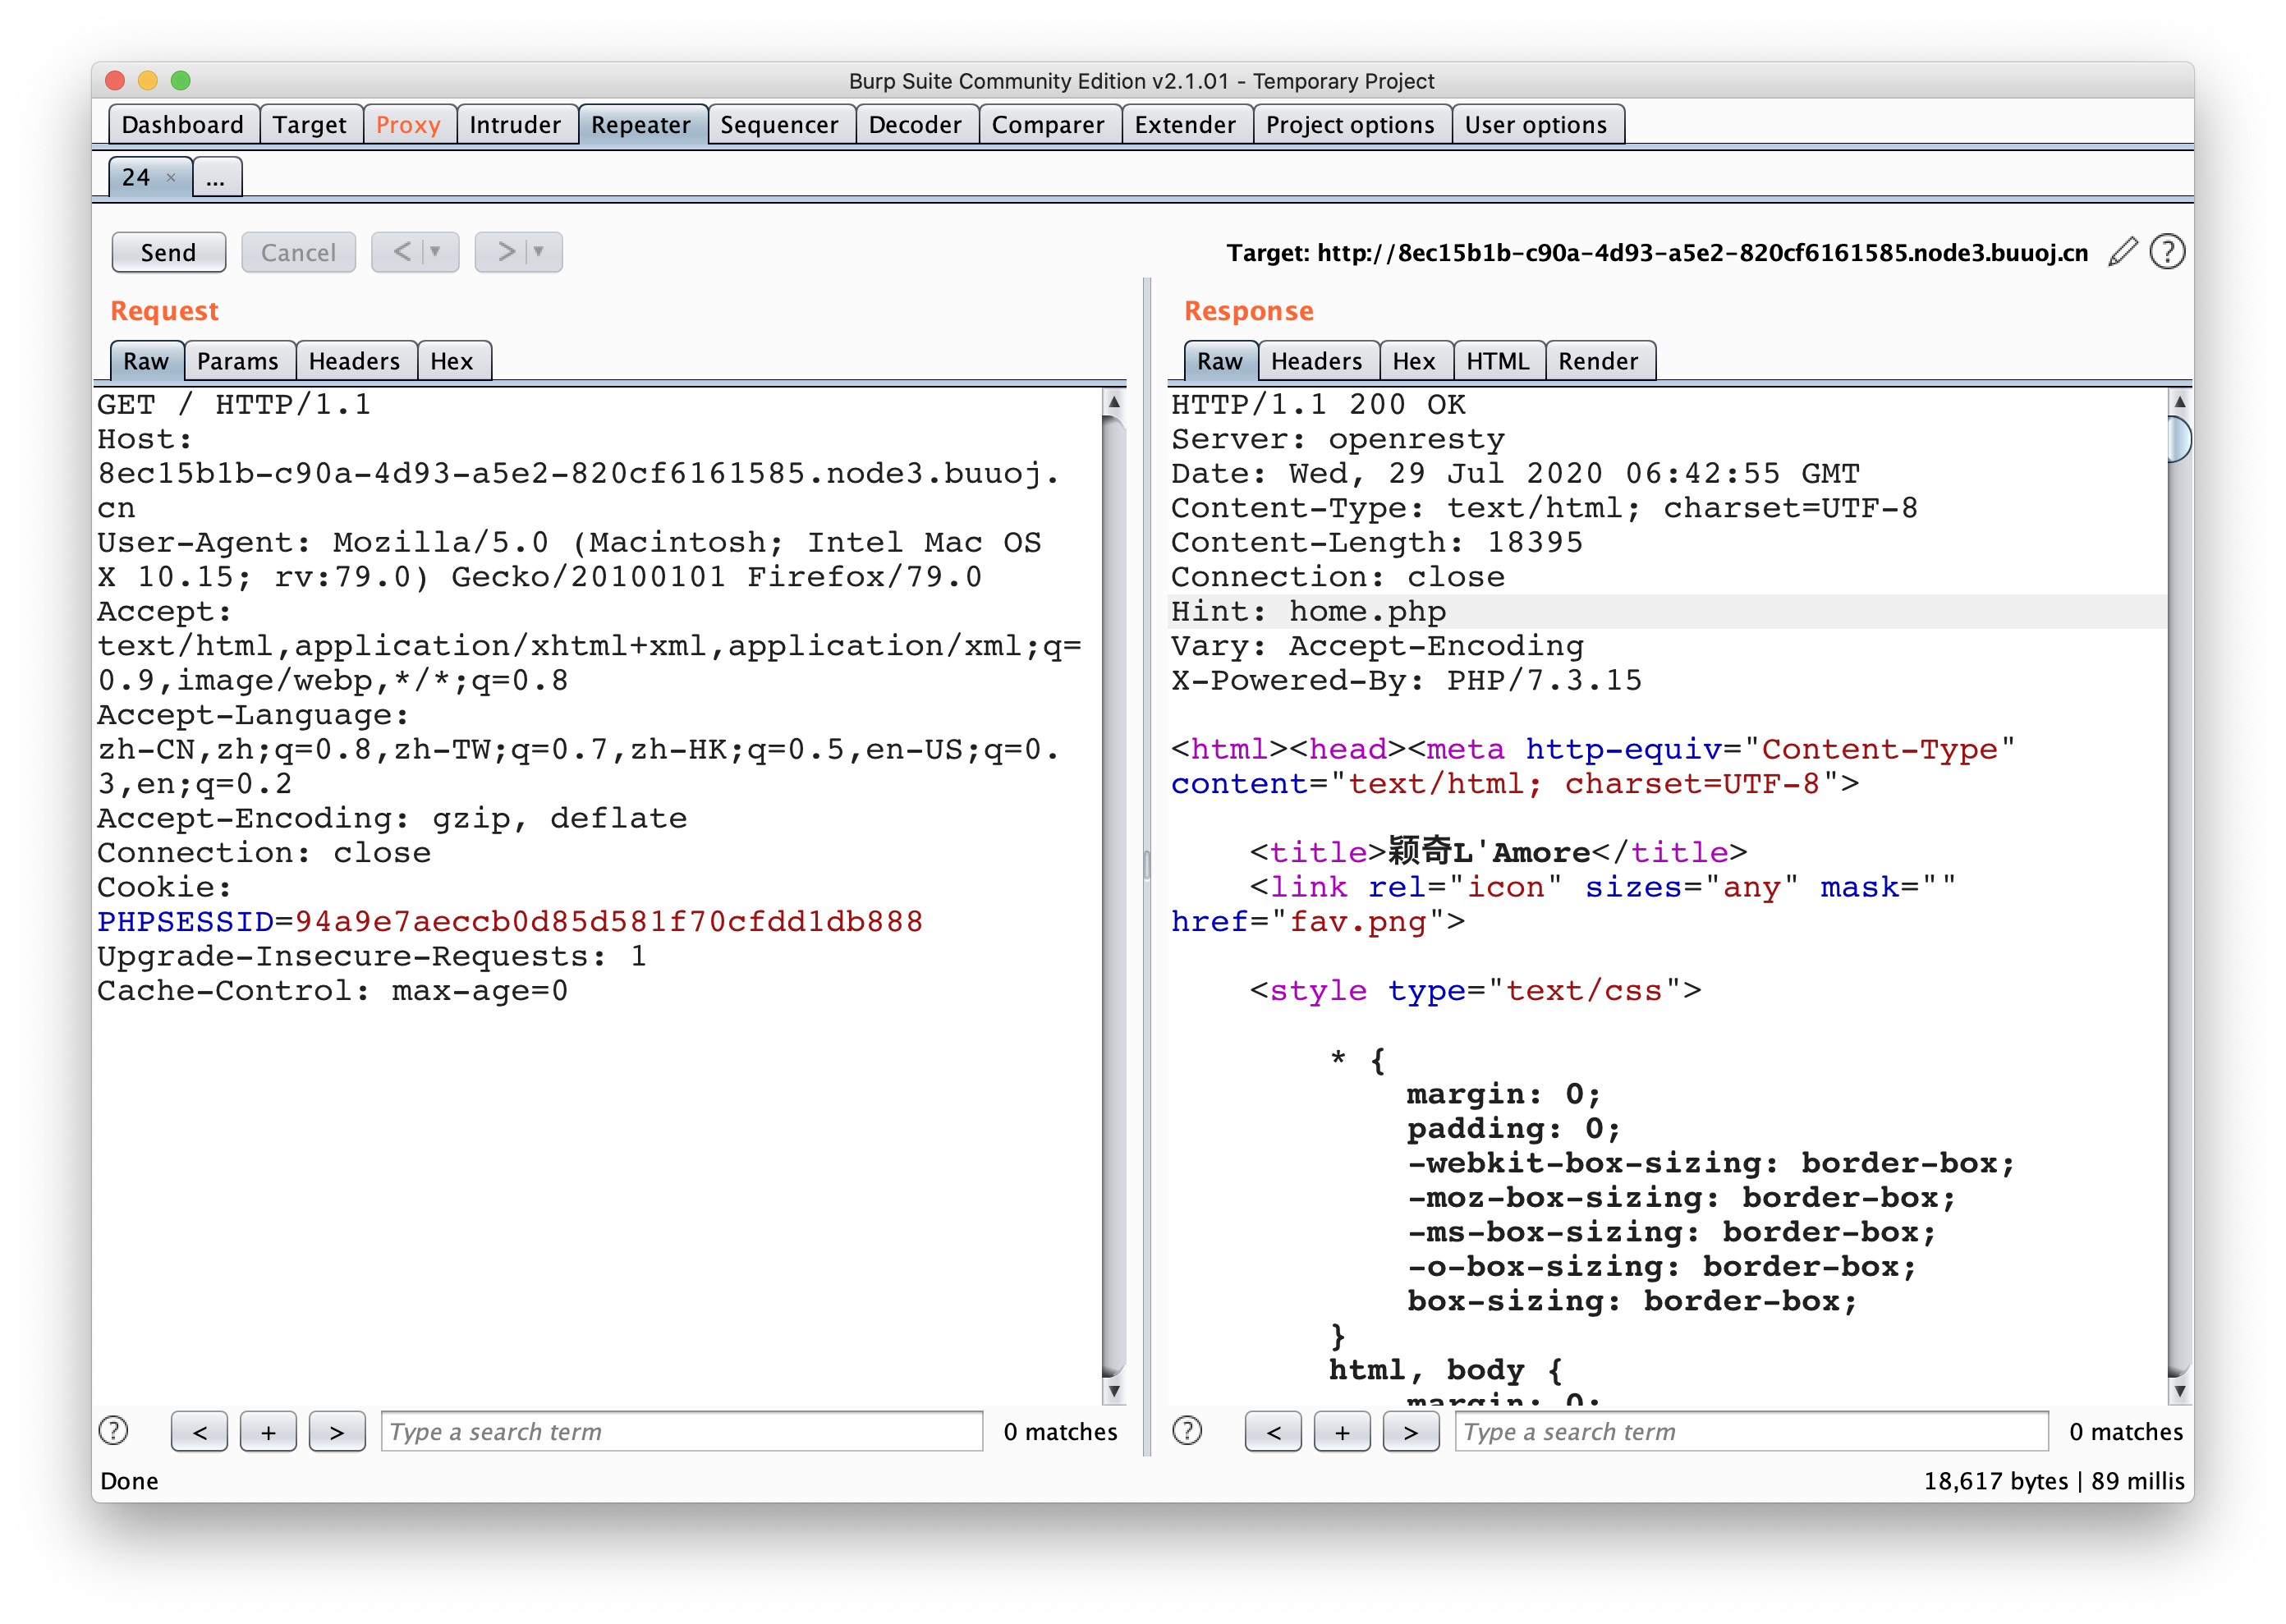 Burp Suite Community Edition v2.1.01 - Temporary Project
Dashboard Target Proxy Intruder Repeater Sequencer Decoder Comparer Extender Project options User options
24 × ...
Send Cancel < > Target: http://8ec15b1b-c90a-4d93-a5e2-820cf6161585.node3.buuoj.cn ?
Request
Raw Params Headers Hex
GET / HTTP/1.1
Host:
8ec15b1b-c90a-4d93-a5e2-820cf6161585.node3.buuoj.
cn
User-Agent: Mozilla/5.0 (Macintosh; Intel Mac OS
X 10.15; rv:79.0) Gecko/20100101 Firefox/79.0
Accept:
text/html,application/xhtml+xml,application/xml;q=
0.9,image/webp,*/*;q=0.8
Accept-Language:
zh-CN,zh;q=0.8,zh-TW;q=0.7,zh-HK;q=0.5,en-US;q=0.
3,en;q=0.2
Accept-Encoding: gzip, deflate
Connection: close
Cookie:
PHPSESSID=94a9e7aeccb0d85d581f70cfdd1db888
Upgrade-Insecure-Requests: 1
Cache-Control: max-age=0
? < + > Type a search term 0 matches
Response
Raw Headers Hex HTML Render
HTTP/1.1 200 OK
Server: openresty
Date: Wed, 29 Jul 2020 06:42:55 GMT
Content-Type: text/html; charset=UTF-8
Content-Length: 18395
Connection: close
Hint: home.php
Vary: Accept-Encoding
X-Powered-By: PHP/7.3.15
<html><head><meta http-equiv="Content-Type"
content="text/html; charset=UTF-8">
<title>颖奇L'Amore</title>
<link rel="icon" sizes="any" mask=""
href="fav.png">
<style type="text/css">
* {
margin: 0;
padding: 0;
-webkit-box-sizing: border-box;
-moz-box-sizing: border-box;
-ms-box-sizing: border-box;
-o-box-sizing: border-box;
box-sizing: border-box;
}
html, body {
margin: 0;
? < + > Type a search term 0 matches
Done 18,617 bytes | 89 millis